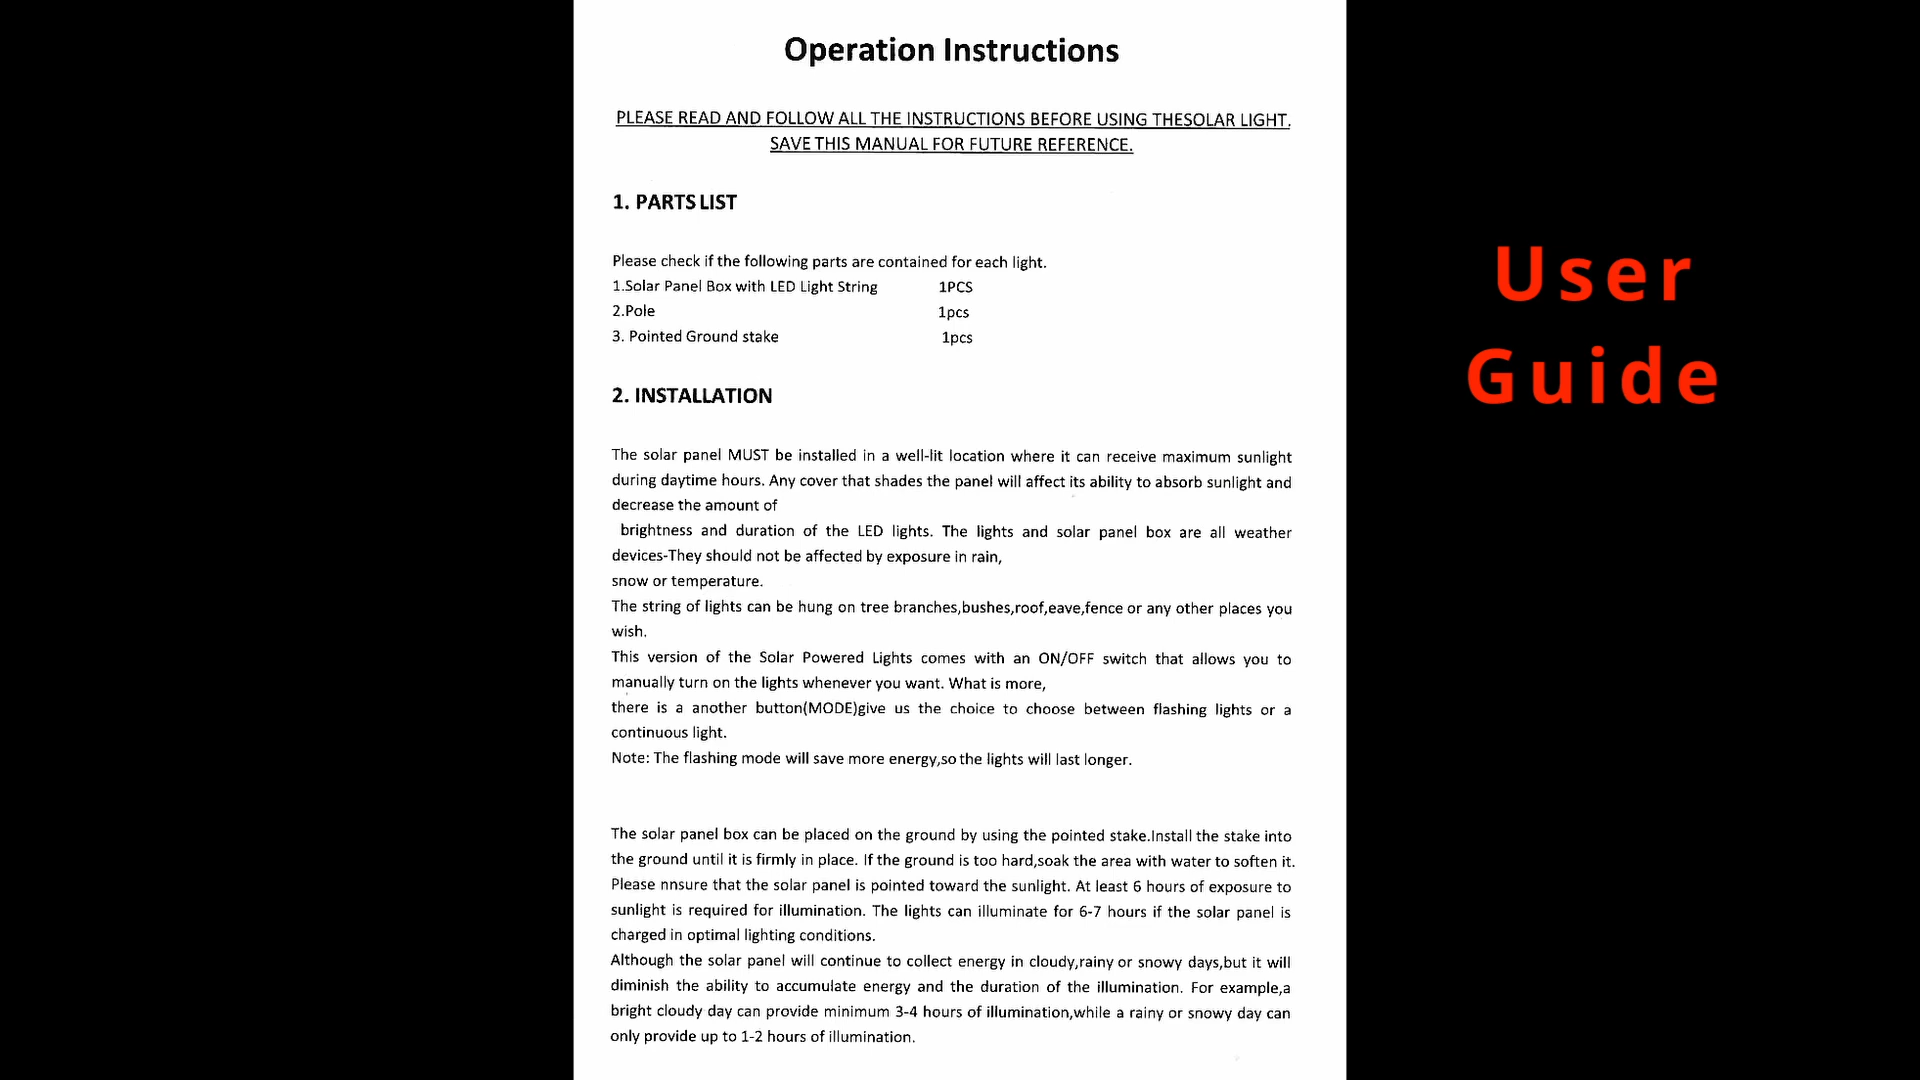 Operation Instructions
PLEASE READ AND FOLLOW ALL THE INSTRUCTIONS BEFORE USING THESOLAR LIGHT.
SAVE THIS MANUAL FOR FUTURE REFERENCE.
1. PARTS LIST
Please check if the following parts are contained for each light.
1.Solar Panel Box with LED Light String 1PCS
2.Pole 1pcs
3. Pointed Ground stake 1pcs
2. INSTALLATION
The solar panel MUST be installed in a well-lit location where it can receive maximum sunlight
during daytime hours. Any cover that shades the panel will affect its ability to absorb sunlight and
decrease the amount of
brightness and duration of the LED lights. The lights and solar panel box are all weather
devices-They should not be affected by exposure in rain,
snow or temperature.
The string of lights can be hung on tree branches,bushes,roof,eave,fence or any other places you
wish.
This version of the Solar Powered Lights comes with an ON/OFF switch that allows you to
manually turn on the lights whenever you want. What is more,
there is a another button(MODE)give us the choice to choose between flashing lights or a
continuous light.
Note: The flashing mode will save more energy,so the lights will last longer.
The solar panel box can be placed on the ground by using the pointed stake.Install the stake into
the ground until it is firmly in place. If the ground is too hard,soak the area with water to soften it.
Please nnsure that the solar panel is pointed toward the sunlight. At least 6 hours of exposure to
sunlight is required for illumination. The lights can illuminate for 6-7 hours if the solar panel is
charged in optimal lighting conditions.
Although the solar panel will continue to collect energy in cloudy,rainy or snowy days,but it will
diminish the ability to accumulate energy and the duration of the illumination. For example,a
bright cloudy day can provide minimum 3-4 hours of illumination,while a rainy or snowy day can
only provide up to 1-2 hours of illumination.
User
Guide